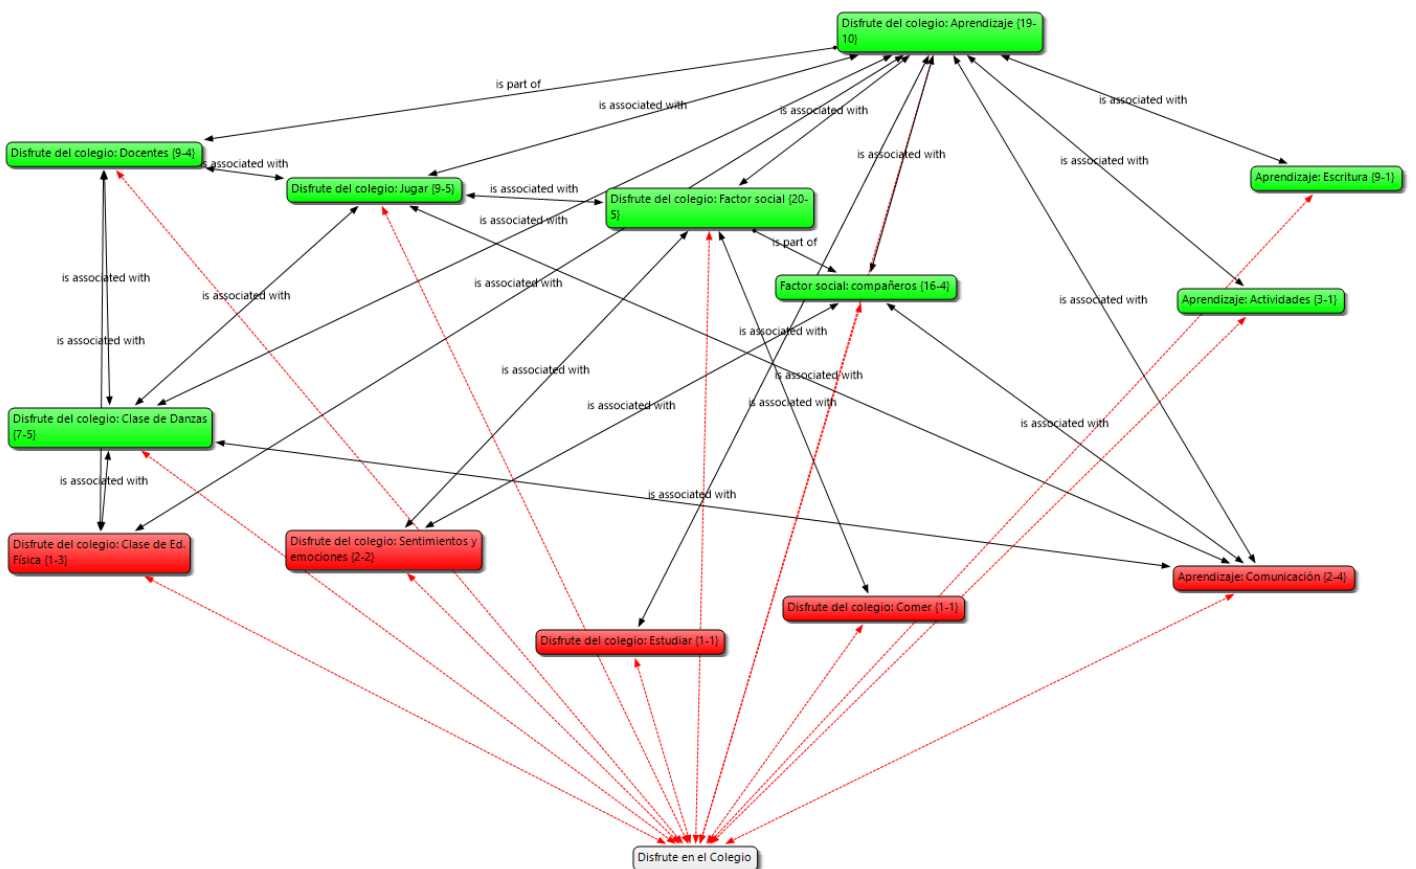 Disfrute del colegio: Aprendizaje {19-
10}
is part of
is associated with
is associated with
is associated with
is associated with
is associated with
Disfrute del colegio: Docentes {9-4}
is associated with
Disfrute del colegio: Jugar {9-5}
is associated with
Disfrute del colegio: Factor social {20-
5}
Aprendizaje: Escritura {9-1}
is associated with
is part of
is associated with
is associated with
is associated with
Factor social: compañeros {16-4}
is associated with
Aprendizaje: Actividades {3-1}
is associated with
is associated with
is associated with
is associated with
is associated with
is associated with
is associated with
Disfrute del colegio: Clase de Danzas
{7-5}
is associated with
is associated with
is associated with
Disfrute del colegio: Clase de Ed.
Física {1-3}
Disfrute del colegio: Sentimientos y
emociones {2-2}
Aprendizaje: Comunicación {2-4}
Disfrute del colegio: Comer {1-1}
Disfrute del colegio: Estudiar {1-1}
Disfrute en el Colegio